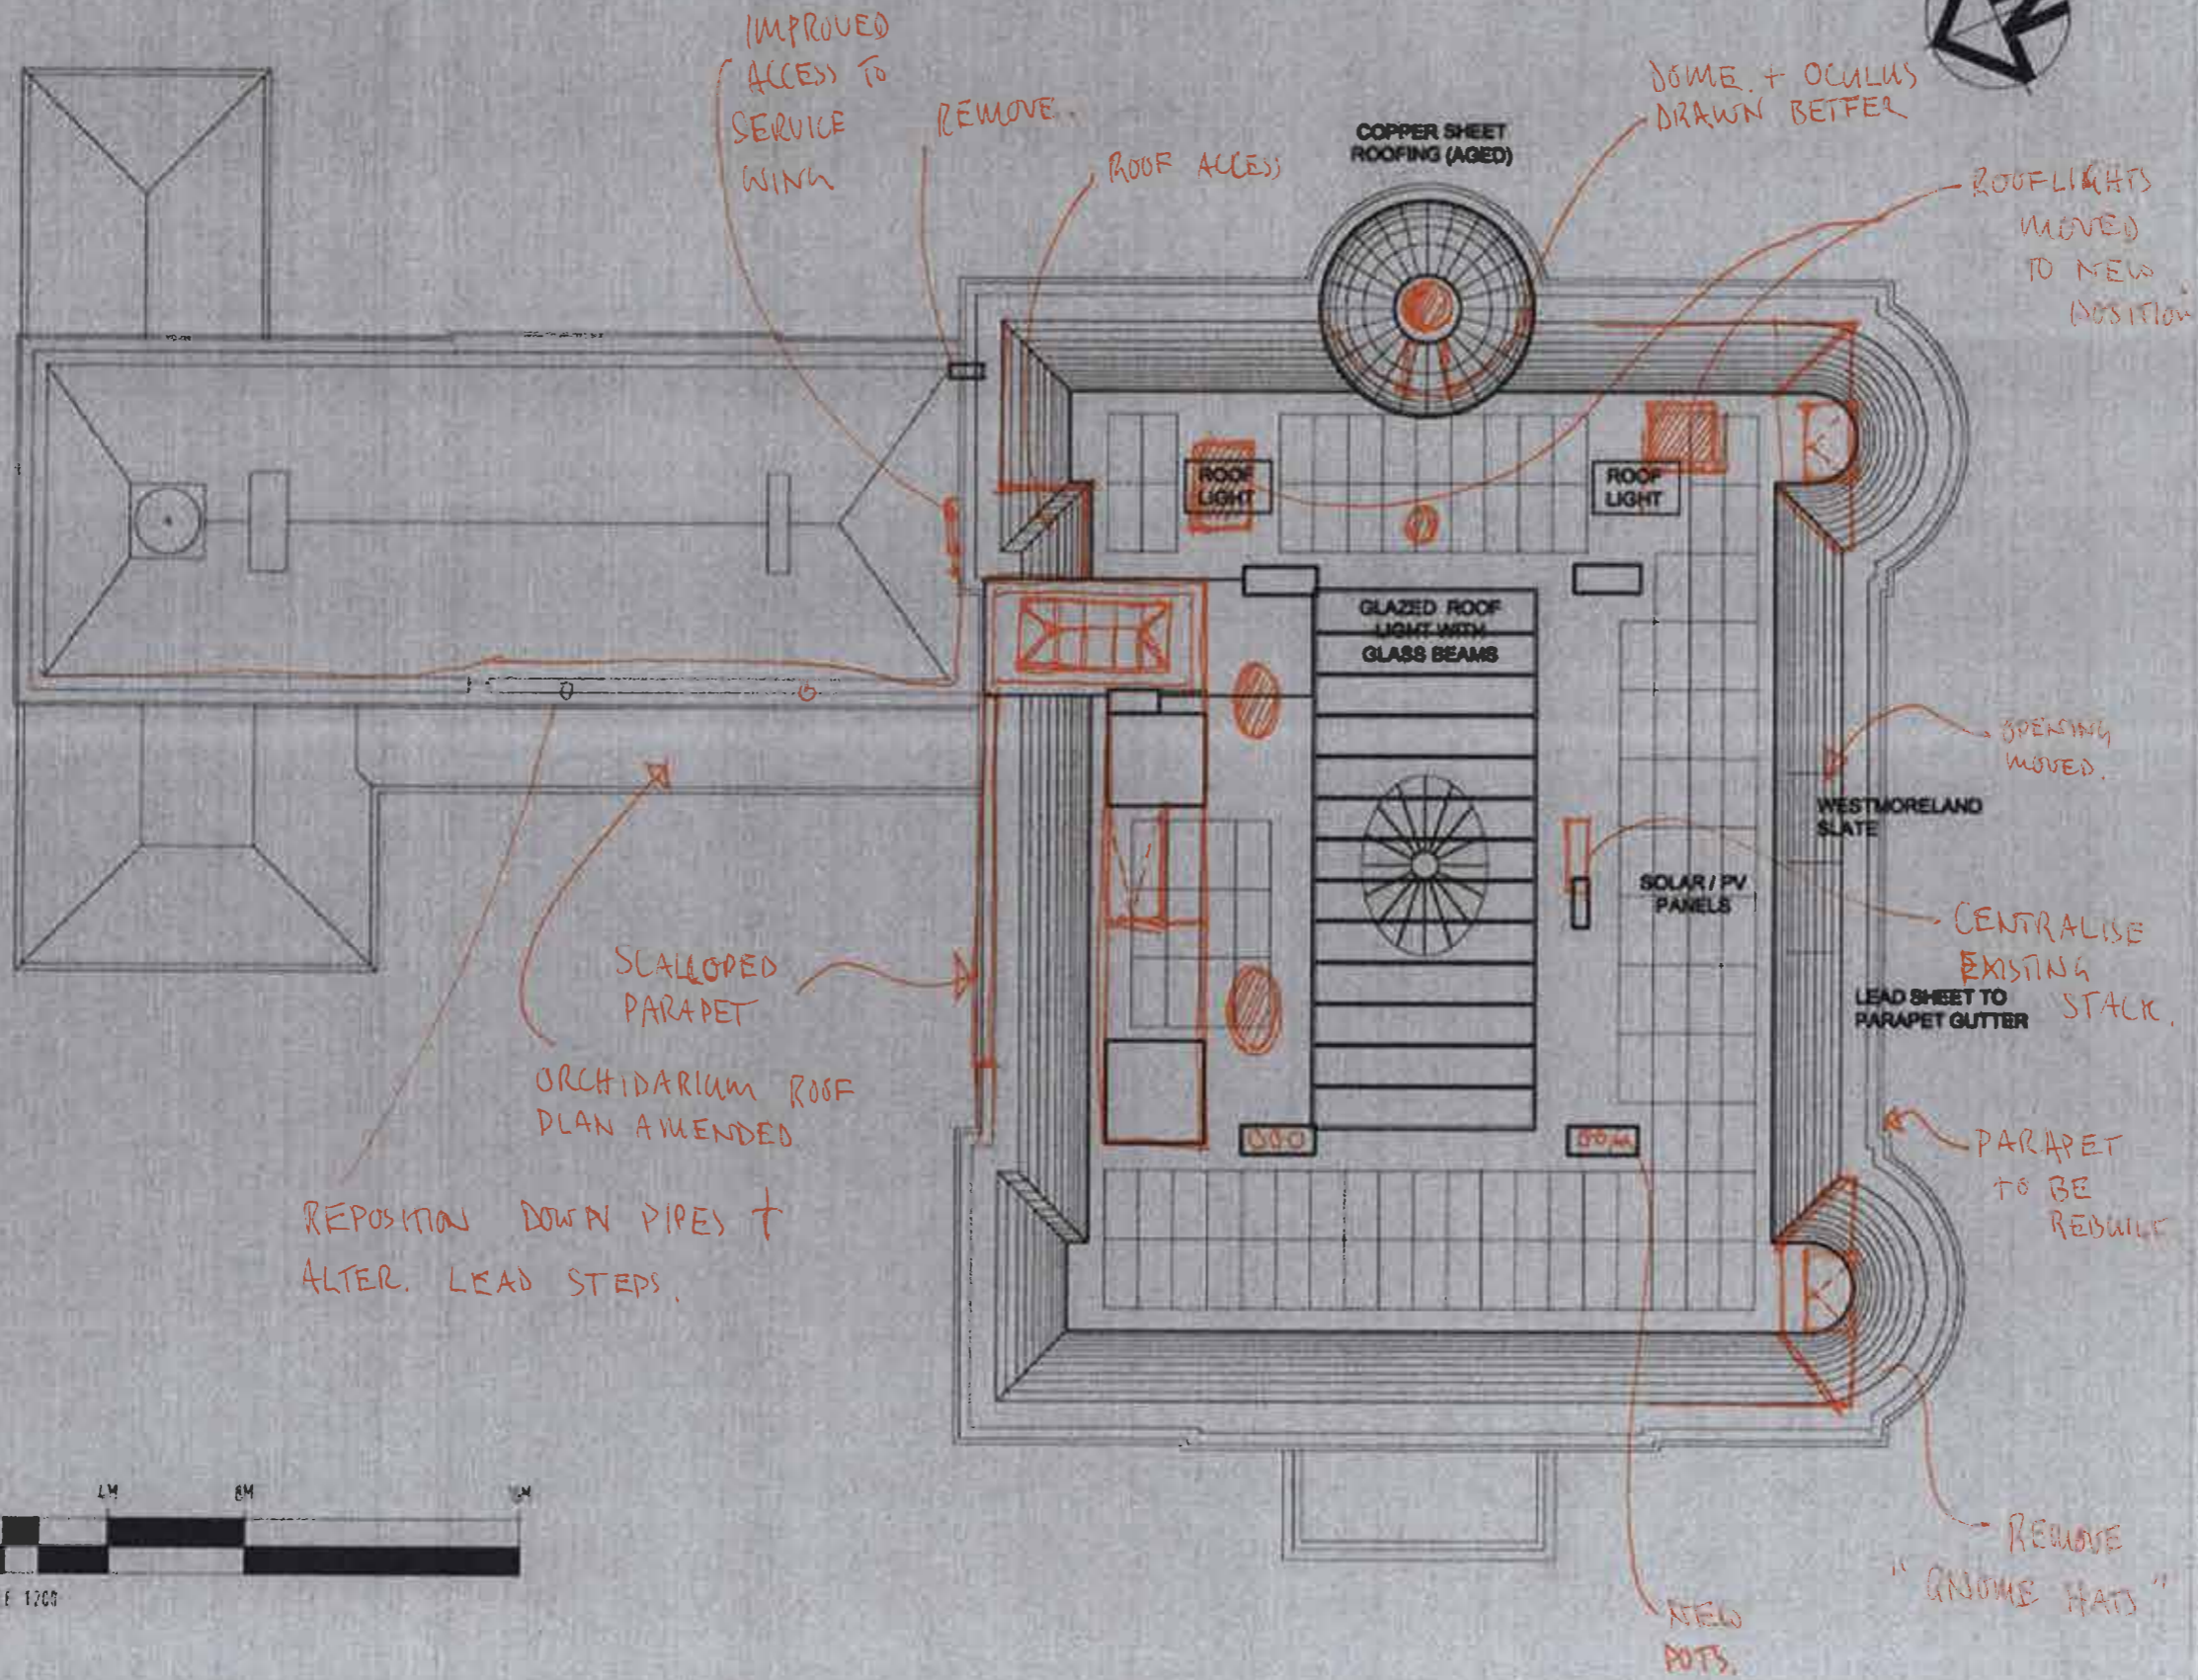 IMPROVED
ACCESS TO
SERVICE
WING
REMOVE.
ROOF ACCESS
COPPER SHEET
ROOFING (AGED)
DOME. + OCULUS
DRAWN BETTER
ROOFLIGHTS
MOVED
TO NEW
POSITION
ROOF
LIGHT
ROOF
LIGHT
GLAZED ROOF
LIGHT WITH
GLASS BEAMS
OPENING
MOVED.
WESTMORELAND
SLATE
SOLAR / PV
PANELS
CENTRALISE
EXISTING
STACK.
LEAD SHEET TO
PARAPET GUTTER
SCALLOPED
PARAPET
ORCHIDARIUM ROOF
PLAN AMENDED
PARAPET
TO BE
REBUILT
REPOSITION DOWN PIPES +
ALTER. LEAD STEPS.
4M 8M
REMOVE
"GNOME HATS"
NEW
POTS.